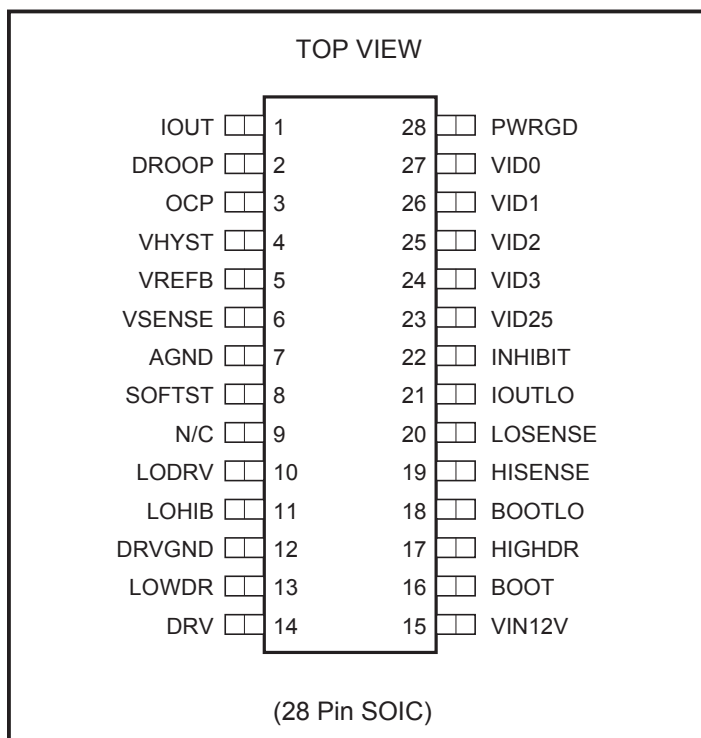 TOP VIEW
IOUT 1 28 PWRGD
DROOP 2 27 VID0
OCP 3 26 VID1
VHYST 4 25 VID2
VREFB 5 24 VID3
VSENSE 6 23 VID25
AGND 7 22 INHIBIT
SOFTST 8 21 IOUTLO
N/C 9 20 LOSENSE
LODRV 10 19 HISENSE
LOHIB 11 18 BOOTLO
DRVGND 12 17 HIGHDR
LOWDR 13 16 BOOT
DRV 14 15 VIN12V
(28 Pin SOIC)